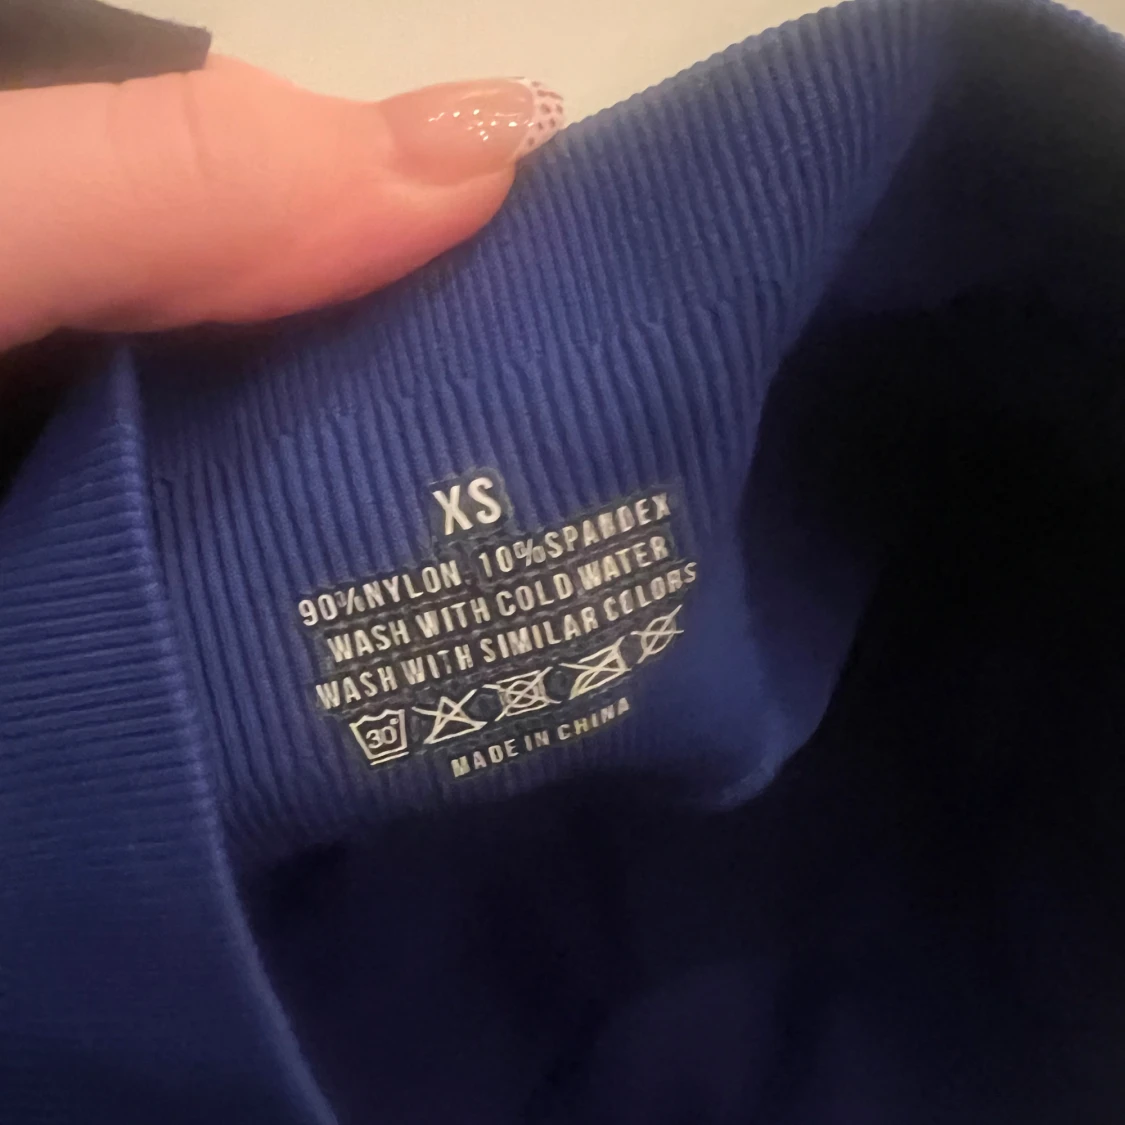 XS
90%NYLON, 10%SPANDEX
WASH WITH COLD WATER
WASH WITH SIMILAR COLORS
30°
MADE IN CHINA